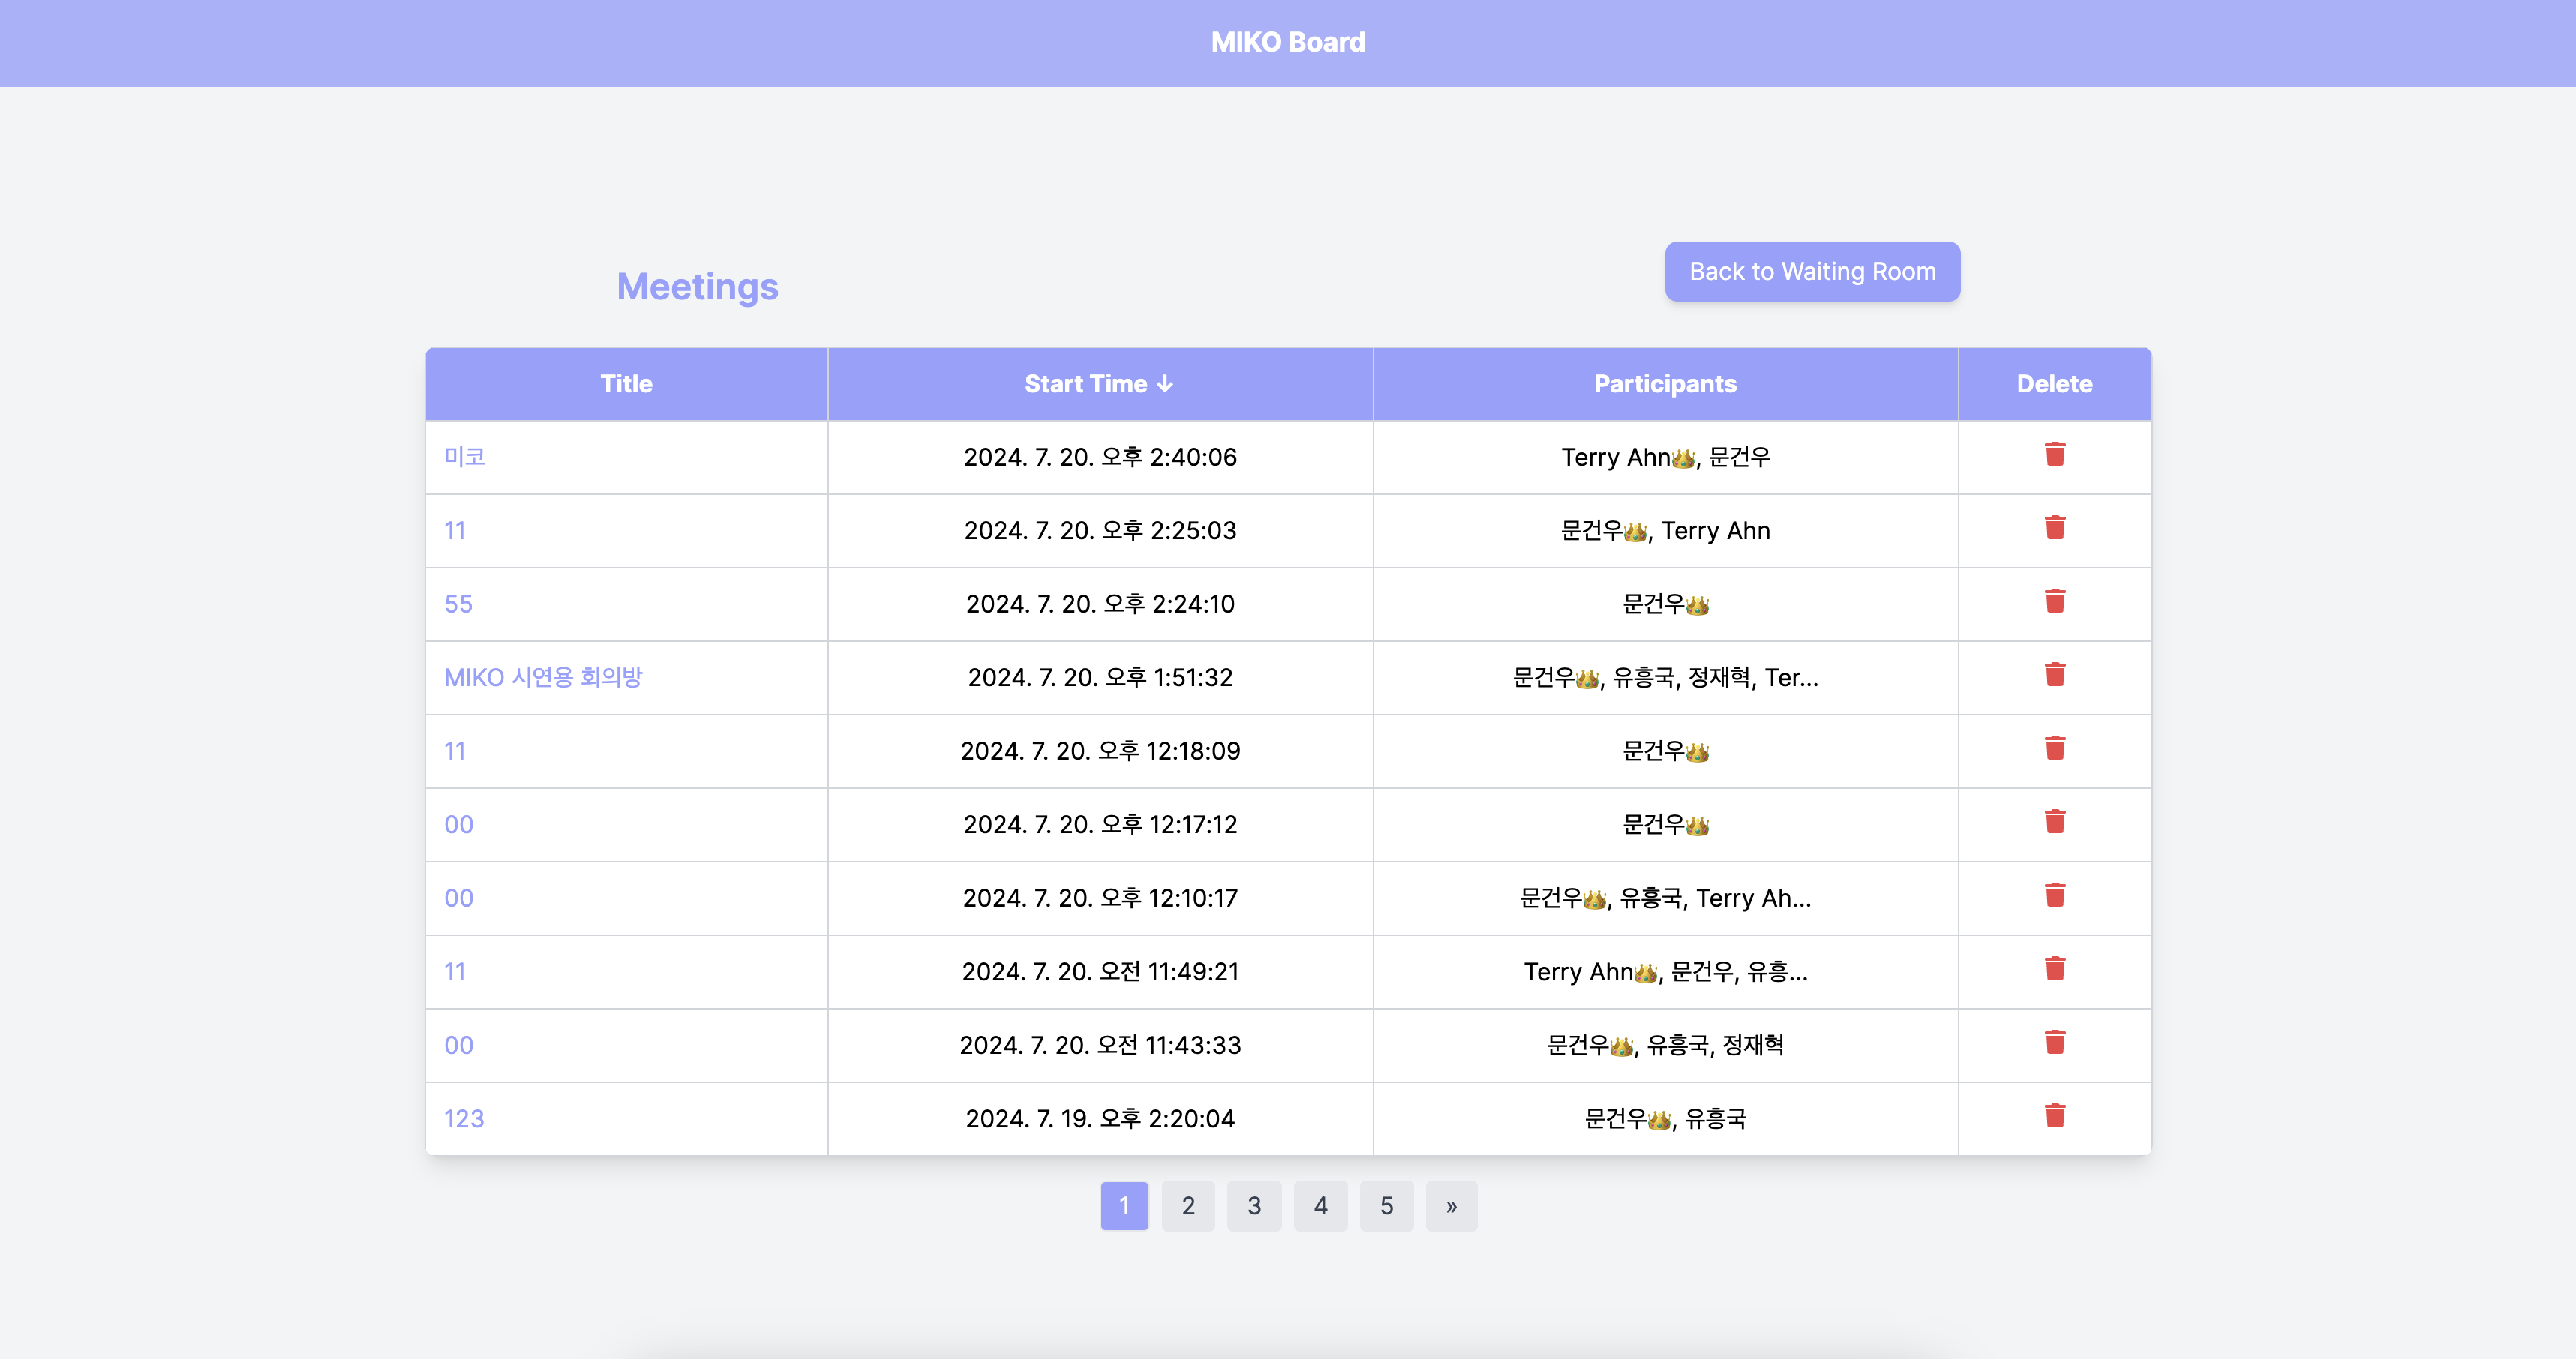 MIKO Board
Meetings
Back to Waiting Room
Title Start Time ↓ Participants Delete
미코 2024. 7. 20. 오후 2:40:06 Terry Ahn👑, 문건우
11 2024. 7. 20. 오후 2:25:03 문건우👑, Terry Ahn
55 2024. 7. 20. 오후 2:24:10 문건우👑
MIKO 시연용 회의방 2024. 7. 20. 오후 1:51:32 문건우👑, 유흥국, 정재혁, Ter...
11 2024. 7. 20. 오후 12:18:09 문건우👑
00 2024. 7. 20. 오후 12:17:12 문건우👑
00 2024. 7. 20. 오후 12:10:17 문건우👑, 유흥국, Terry Ah...
11 2024. 7. 20. 오전 11:49:21 Terry Ahn👑, 문건우, 유흥...
00 2024. 7. 20. 오전 11:43:33 문건우👑, 유흥국, 정재혁
123 2024. 7. 19. 오후 2:20:04 문건우👑, 유흥국
1 2 3 4 5 »